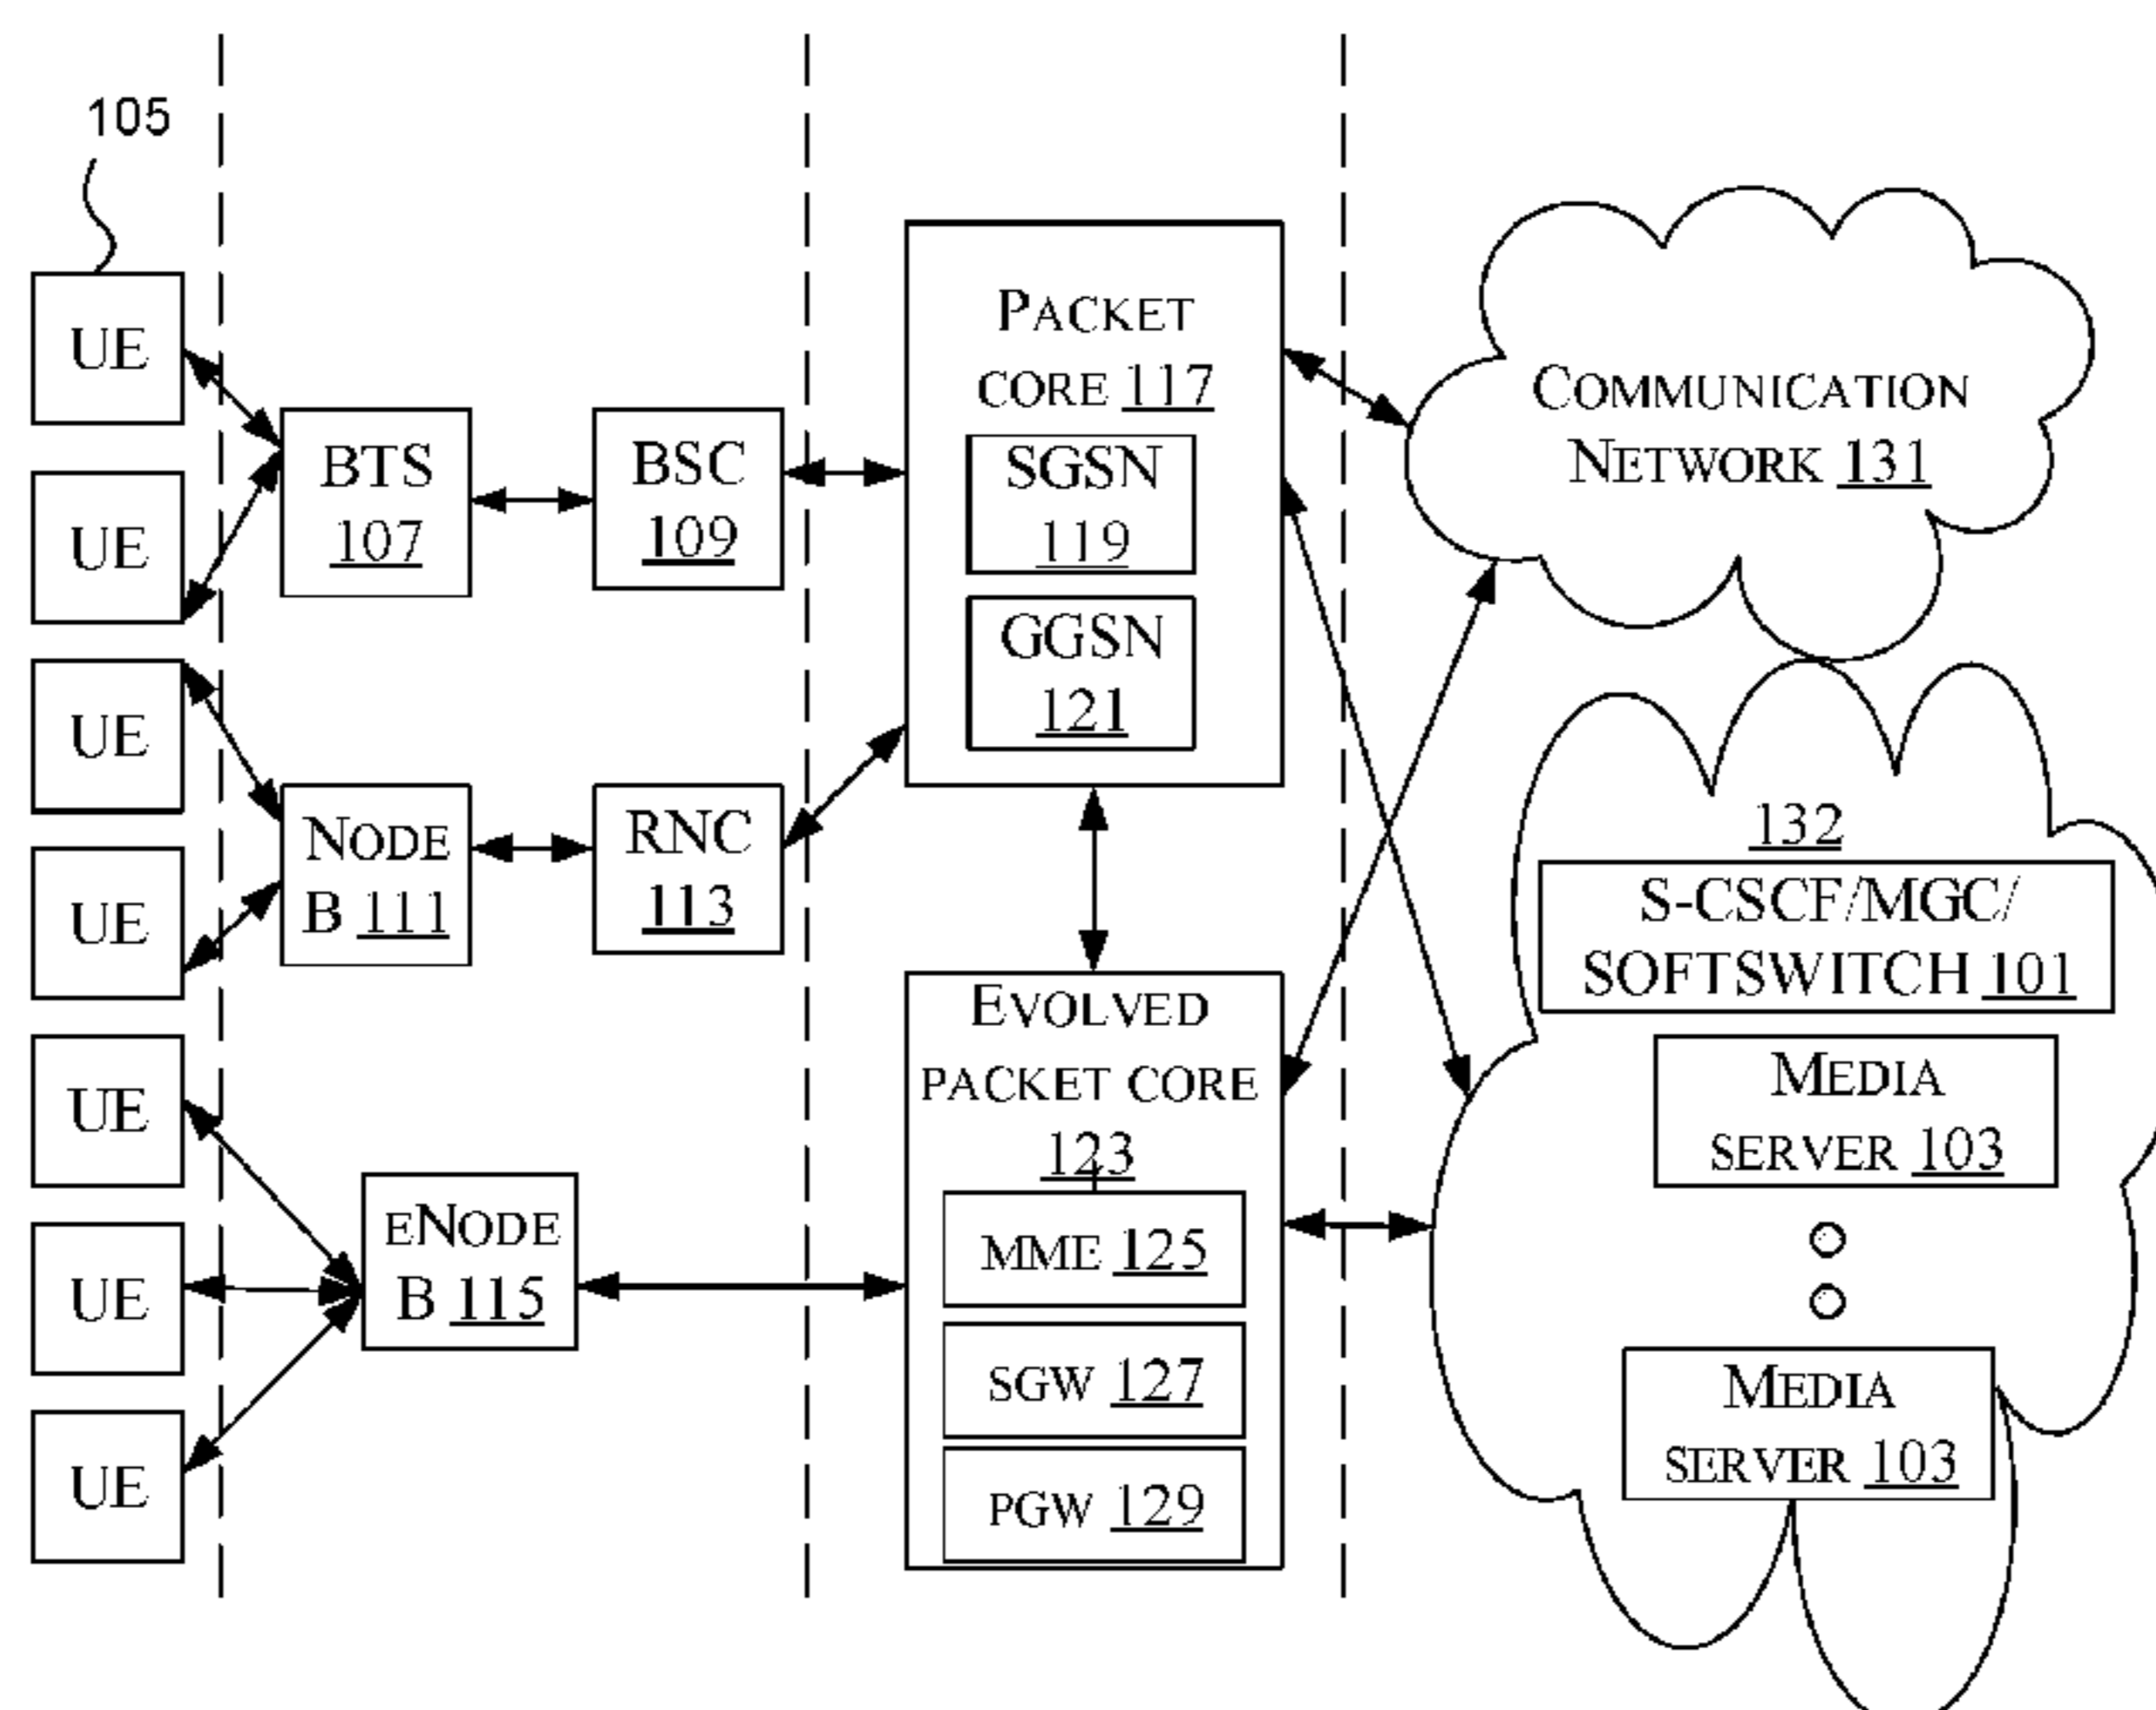 105
UE
UE
UE
UE
UE
UE
UE
BTS
107
BSC
109
NODE
B 111
RNC
113
eNODE
B 115
PACKET
CORE 117
SGSN
119
GGSN
121
EVOLVED
PACKET CORE
123
MME 125
SGW 127
PGW 129
COMMUNICATION
NETWORK 131
132
S-CSCF/MGC/
SOFTSWITCH 101
MEDIA
SERVER 103
MEDIA
SERVER 103